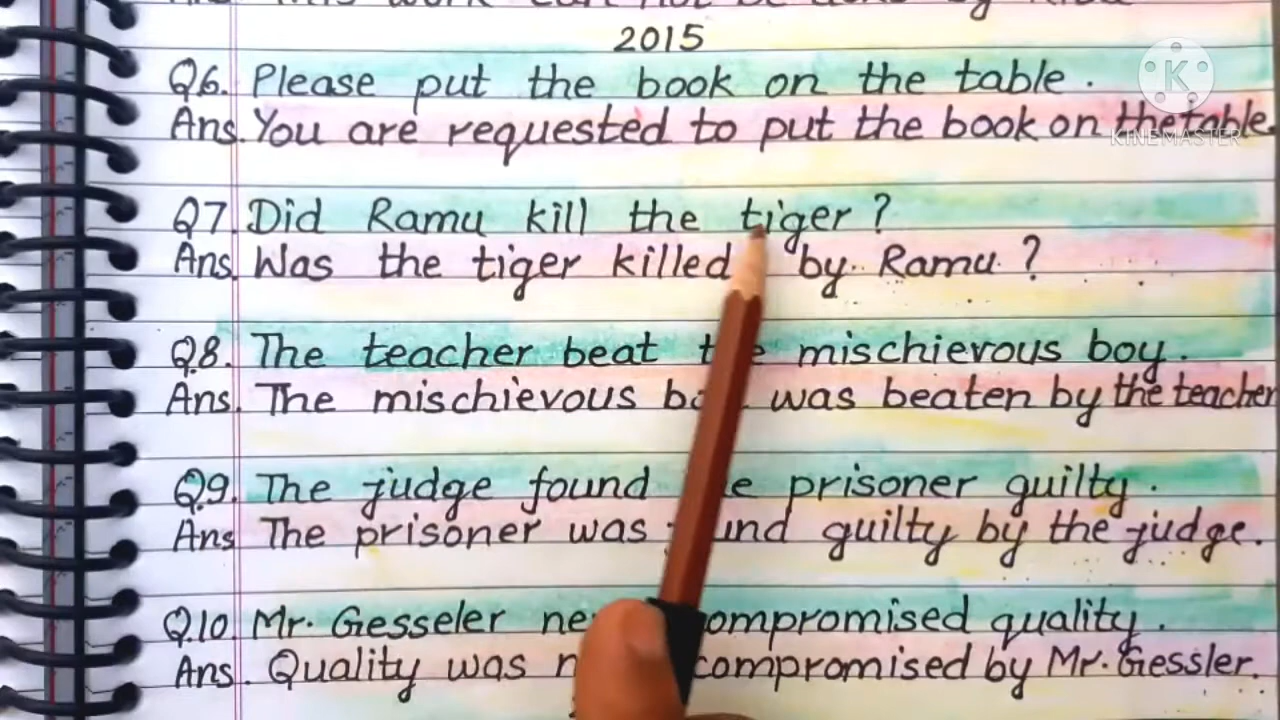 2015
Q6. Please put the book on the table.
Ans. You are requested to put the book on the table.
K
KINEMASTER
Q7. Did Ramu kill the tiger?
Ans. Was the tiger killed by Ramu?
Q8. The teacher beat mischievous boy.
Ans. The mischievous was beaten by the teacher
Q9. The judge found prisoner guilty.
Ans The prisoner was guilty by the judge.
Q10. Mr. Gesseler quality.
Ans. Quality was compromised by Mr. Gessler.